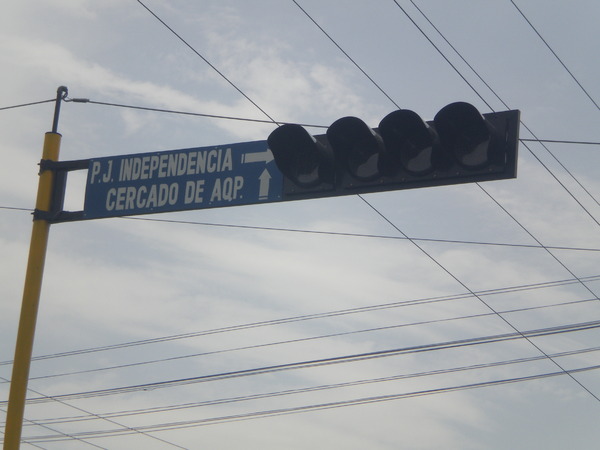 P.J. INDEPENDENCIA
CERCADO DE AQP.